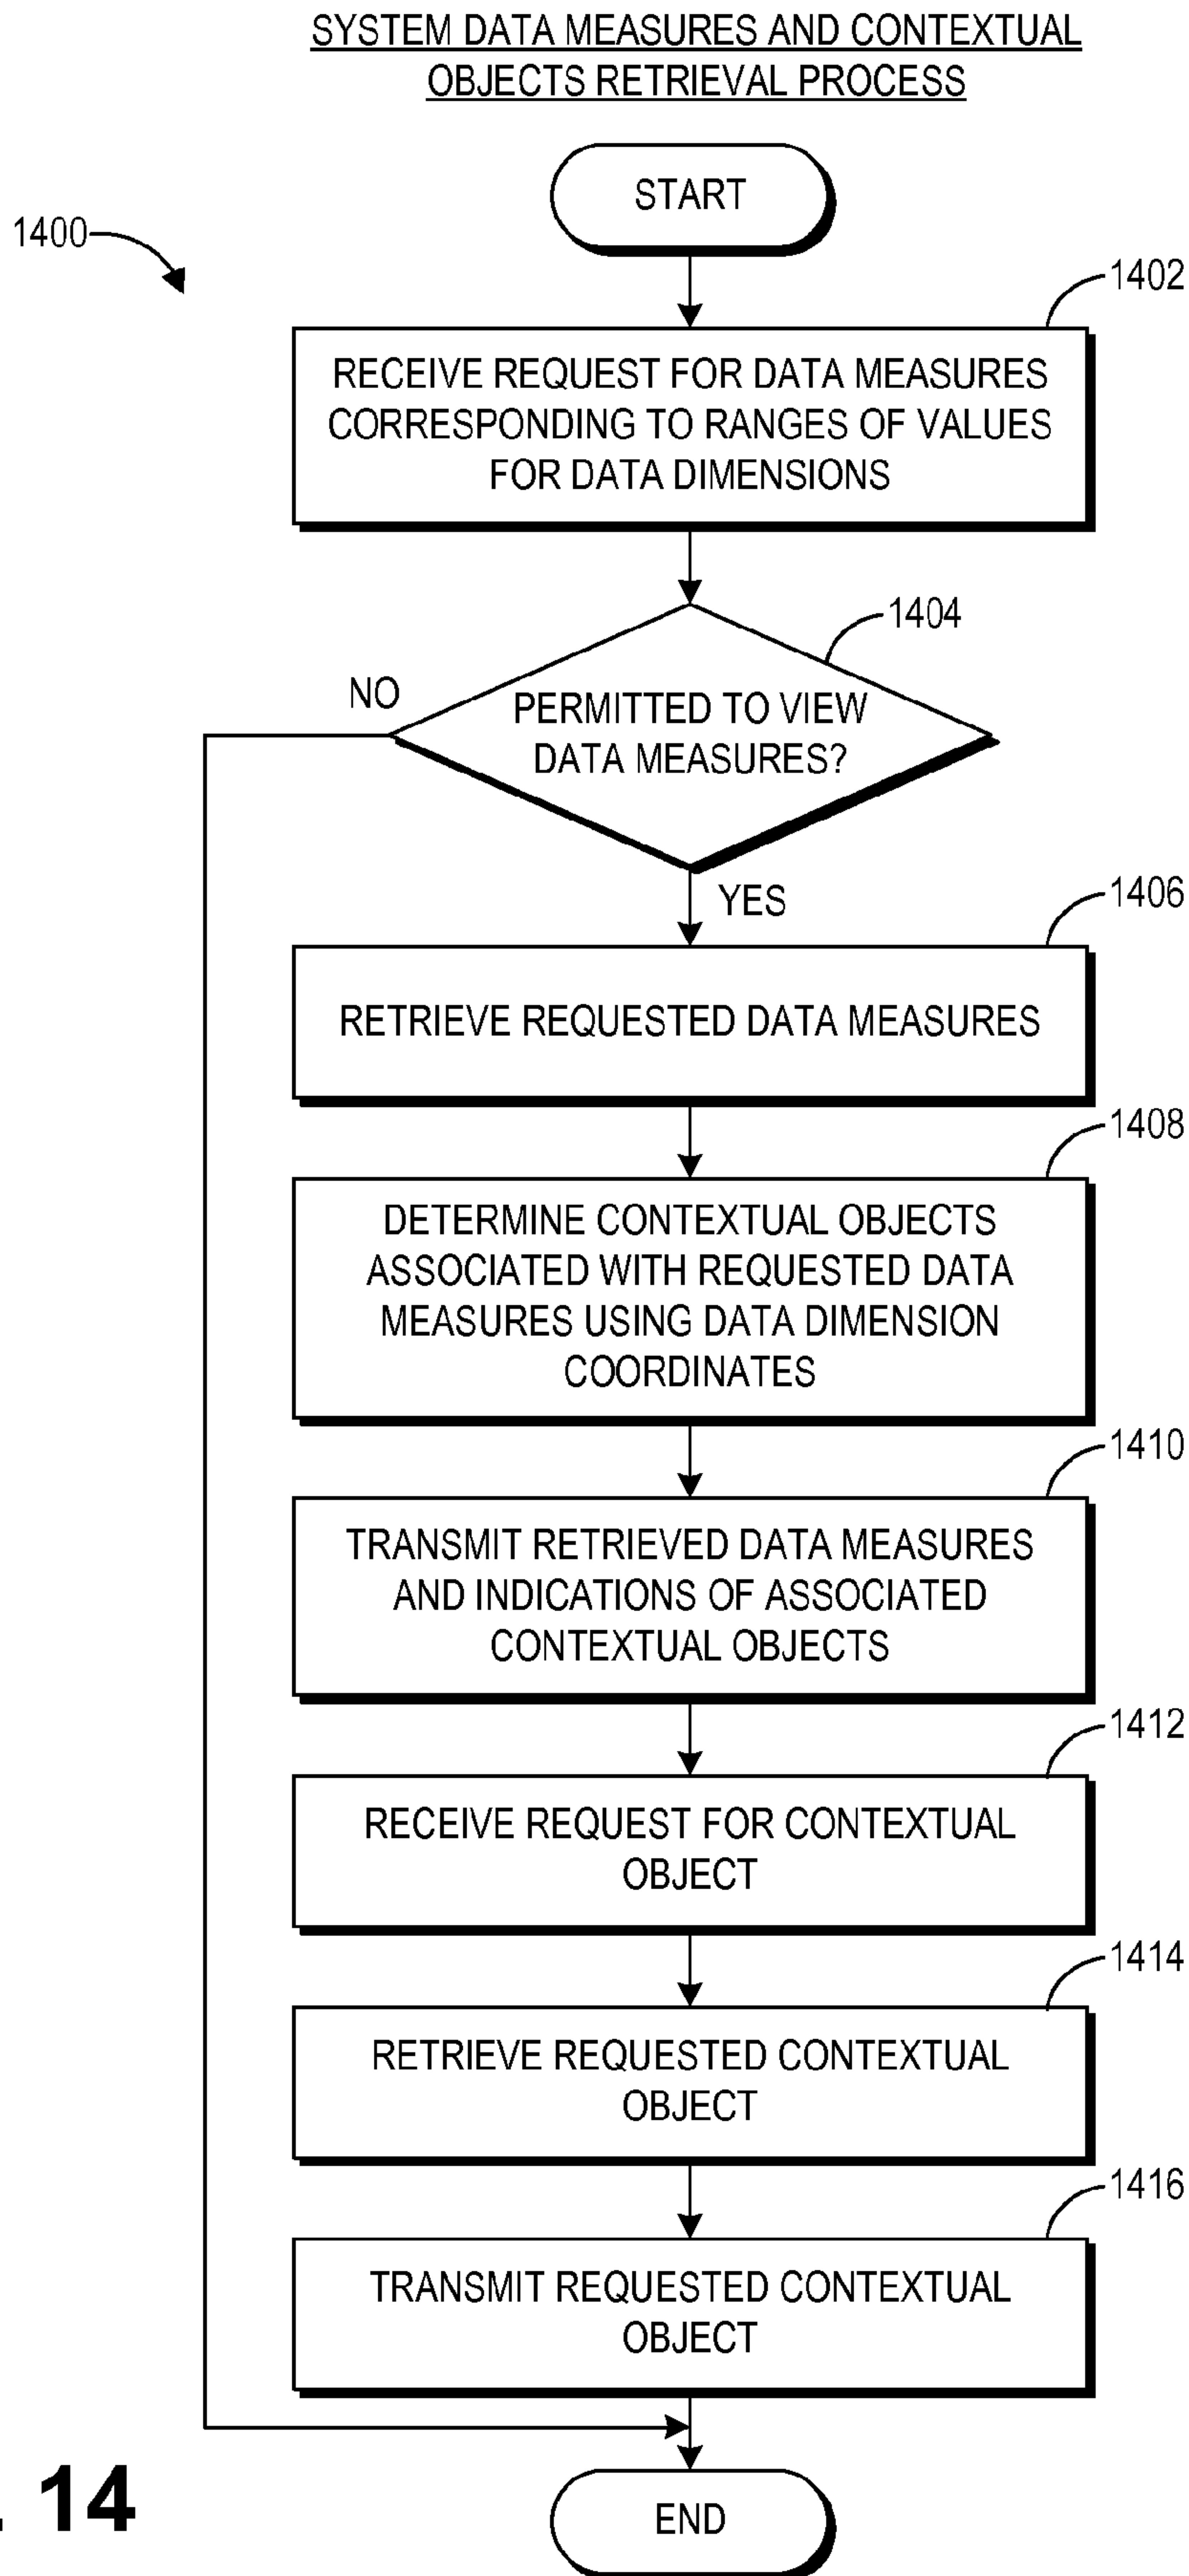 SYSTEM DATA MEASURES AND CONTEXTUAL
OBJECTS RETRIEVAL PROCESS
START
1400
1402
RECEIVE REQUEST FOR DATA MEASURES
CORRESPONDING TO RANGES OF VALUES
FOR DATA DIMENSIONS
1404
NO
PERMITTED TO VIEW
DATA MEASURES?
YES
1406
RETRIEVE REQUESTED DATA MEASURES
1408
DETERMINE CONTEXTUAL OBJECTS
ASSOCIATED WITH REQUESTED DATA
MEASURES USING DATA DIMENSION
COORDINATES
1410
TRANSMIT RETRIEVED DATA MEASURES
AND INDICATIONS OF ASSOCIATED
CONTEXTUAL OBJECTS
1412
RECEIVE REQUEST FOR CONTEXTUAL
OBJECT
1414
RETRIEVE REQUESTED CONTEXTUAL
OBJECT
1416
TRANSMIT REQUESTED CONTEXTUAL
OBJECT
END
. 14